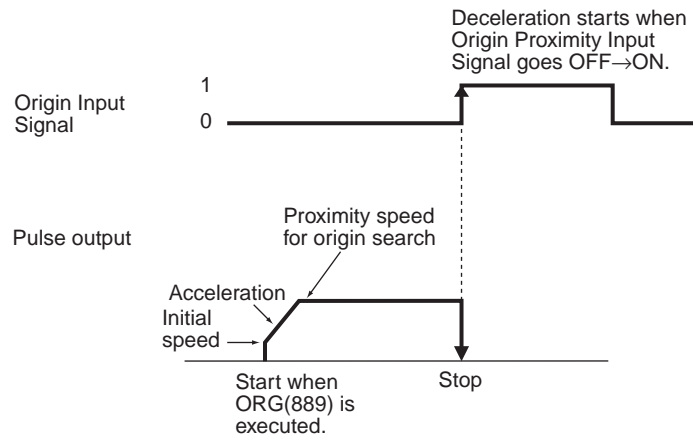 Deceleration starts when
Origin Proximity Input
Signal goes OFF→ON.
Origin Input
Signal
1
0
Pulse output
Proximity speed
for origin search
Acceleration
Initial
speed
Start when
ORG(889) is
executed.
Stop